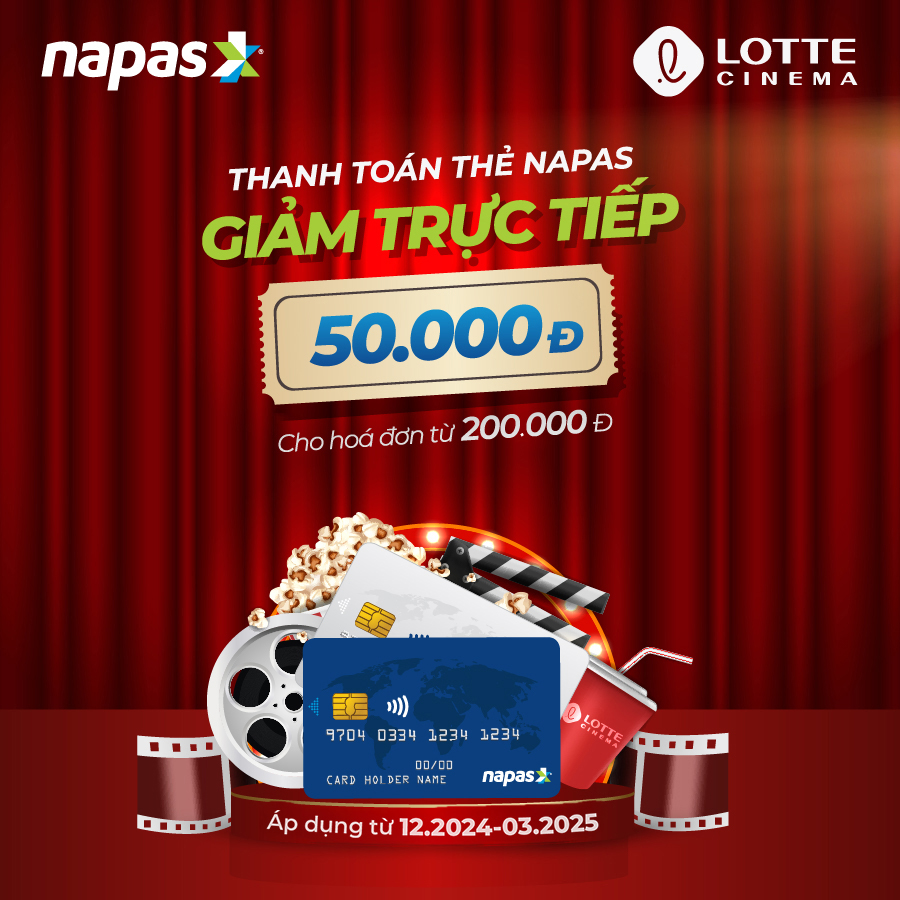 napas
LOTTE
CINEMA
THANH TOÁN THẺ NAPAS
GIẢM TRỰC TIẾP
50.000 Đ
Cho hoá đơn từ 200.000 Đ
LOTTE
CINEMA
9704 0334 1234 1234
00/00
CARD HOLDER NAME
napas
Áp dụng từ 12.2024-03.2025